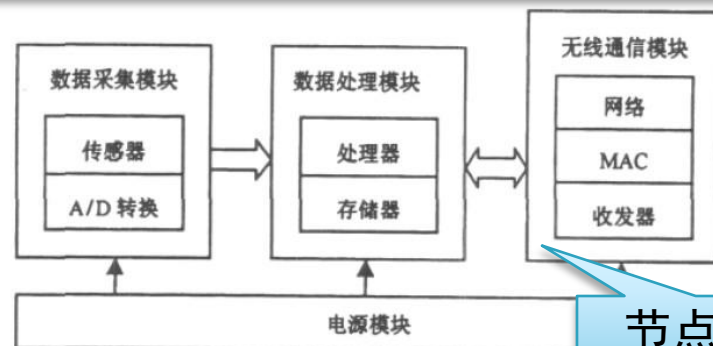 数据采集模块
传感器
A/D 转换
数据处理模块
处理器
存储器
无线通信模块
网络
MAC
收发器
电源模块
节点